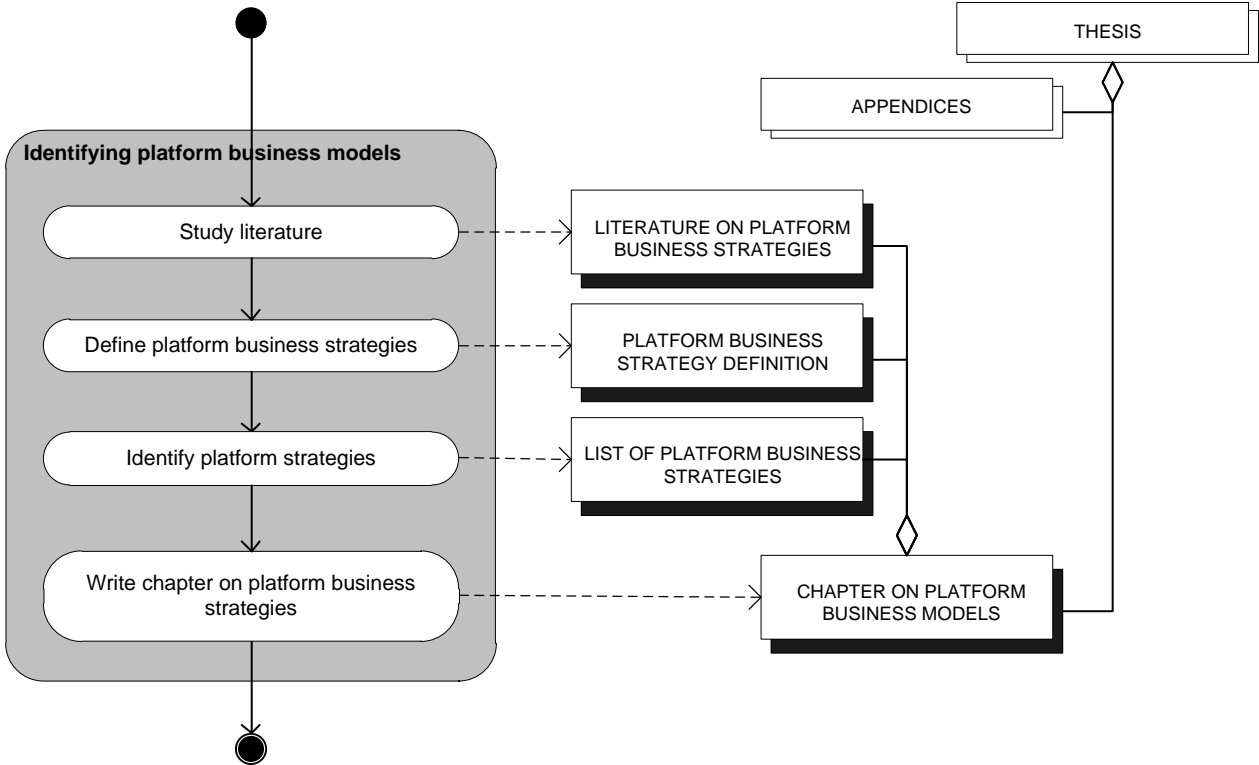 THESIS
APPENDICES
Identifying platform business models
Study literature
LITERATURE ON PLATFORM
BUSINESS STRATEGIES
Define platform business strategies
PLATFORM BUSINESS
STRATEGY DEFINITION
Identify platform strategies
LIST OF PLATFORM BUSINESS
STRATEGIES
Write chapter on platform business
strategies
CHAPTER ON PLATFORM
BUSINESS MODELS